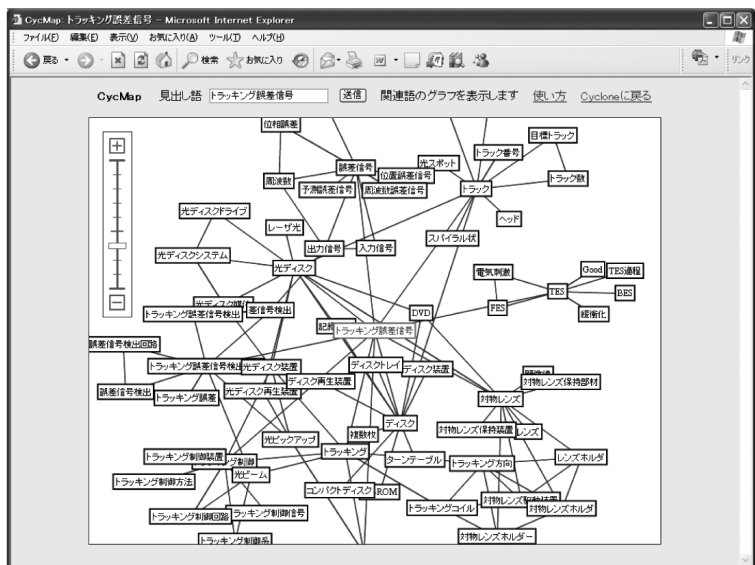 CycMap: トラッキング誤差信号 - Microsoft Internet Explorer
ファイル(F) 編集(E) 表示(V) お気に入り(A) ツール(T) ヘルプ(H)
戻る 検索 お気に入り リンク
CycMap 見出し語 トラッキング誤差信号 送信 関連語のグラフを表示します 使い方 Cycloneに戻る
位相誤差
目標トラック
トラック番号
誤差信号
光スポット
位置誤差信号
周波数
予測誤差信号
周波数誤差信号
トラック
トラック数
光ディスクドライブ
レーザ光
ヘッド
スパイラル状
出力信号
入力信号
光ディスクシステム
光ディスク
電気刺激
Good
TES過程
TES
BES
FES
緩衝化
光ディスク媒体
トラッキング誤差信号検出
差信号検出
DVD
トラッキング誤差信号
誤差信号検出回路
トラッキング誤差信号検出
光ディスク装置
ディスクトレイ
ディスク装置
ディスク再生装置
対物レンズ保持部材
誤差信号検出
トラッキング誤差
光ディスク再生装置
対物レンズ
ディスク
対物レンズ保持装置
レンズ
光ピックアップ
複数枚
トラッキング制御装置
トラッキング制御
トラッキング
ターンテーブル
トラッキング方向
レンズホルダ
トラッキング制御方法
光ビーム
コンパクトディスク
ROM
対物レンズ駆動装置
トラッキング制御回路
ラッキング制御信号
トラッキングコイル
対物レンズホルダ
トラッキング制御系
対物レンズホルダー